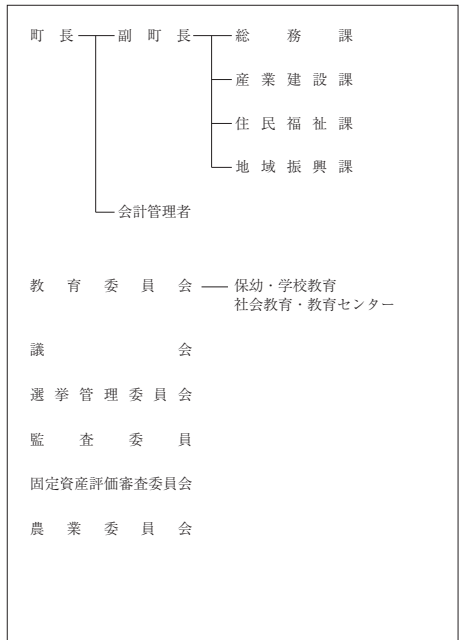 町長 副町長 総務課
産業建設課
住民福祉課
地域振興課
会計管理者
教育委員会 保幼・学校教育
社会教育・教育センター
議会
選挙管理委員会
監査委員
固定資産評価審査委員会
農業委員会